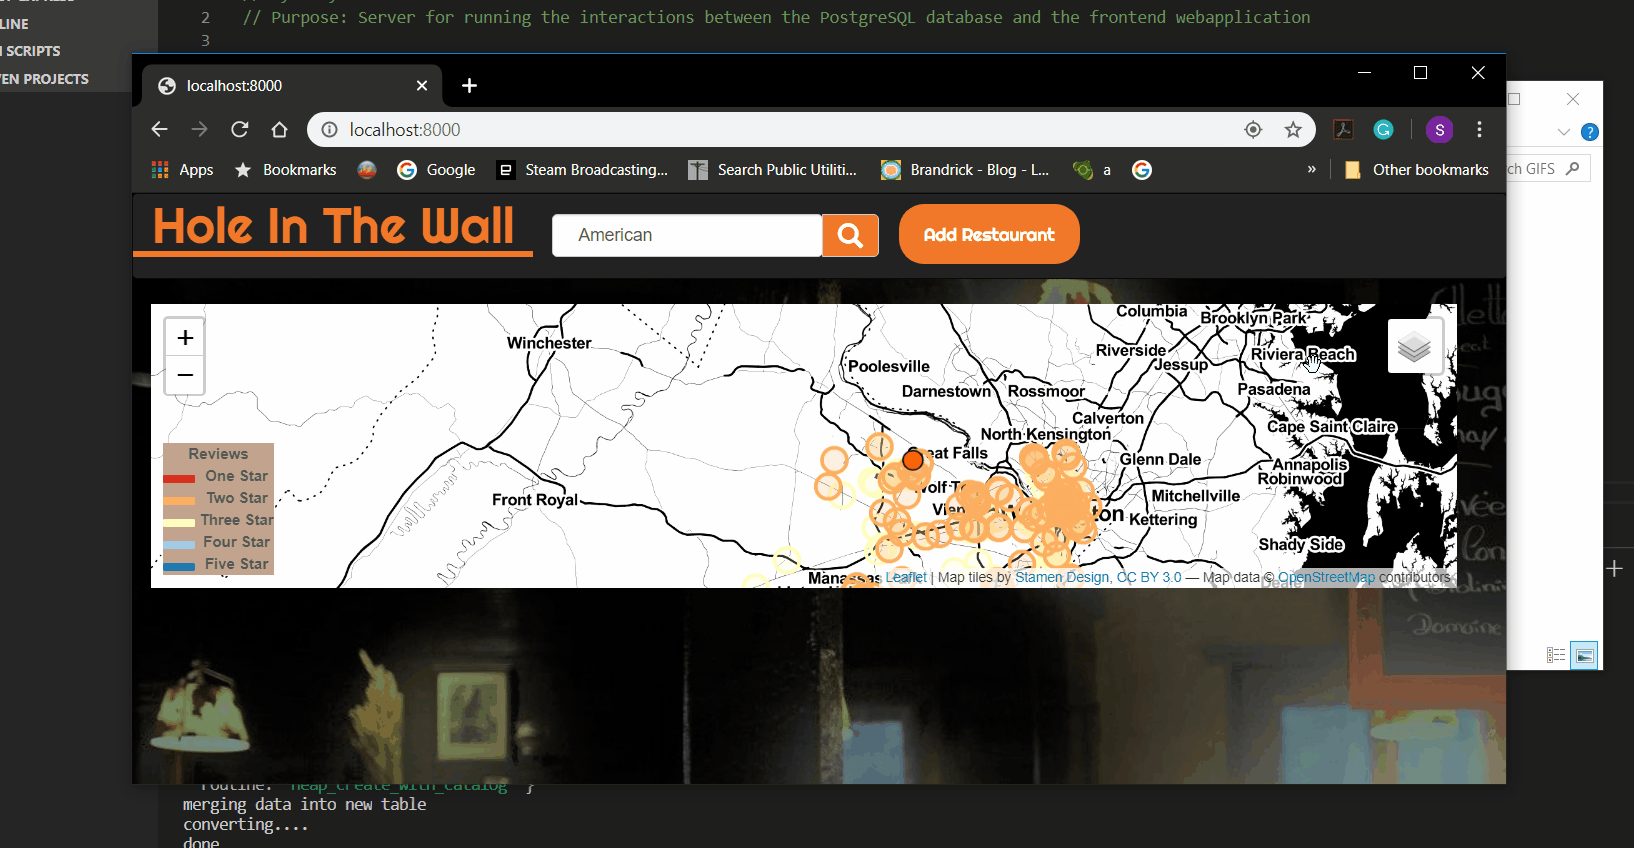 LINE
SCRIPTS
EN PROJECTS
2
// Purpose: Server for running the interactions between the PostgreSQL database and the frontend webapplication
3
localhost:8000
localhost:8000
S
Apps
Bookmarks
Google
Steam Broadcasting...
Search Public Utiliti...
Brandrick - Blog - L...
a
»
Other bookmarks
ch GIFS
Hole In The Wall
American
Add Restaurant
+
−
Columbia
Brooklyn Park
Winchester
Riverside
Riviera Beach
Jessup
Poolesville
Darnestown
Rossmoor
Pasadena
Calverton
Cape Saint Claire
North Kensington
eat Falls
Glenn Dale
Annapolis
Robinwood
Wolf T
Mitchellville
Front Royal
Vien
ton
Kettering
Shady Side
Manassas
Reviews
One Star
Two Star
Three Star
Four Star
Five Star
Leaflet | Map tiles by Stamen Design, CC BY 3.0 — Map data © OpenStreetMap contributors
Domaine
routine: 'heap_create_with_catalog' }
merging data into new table
converting....
done